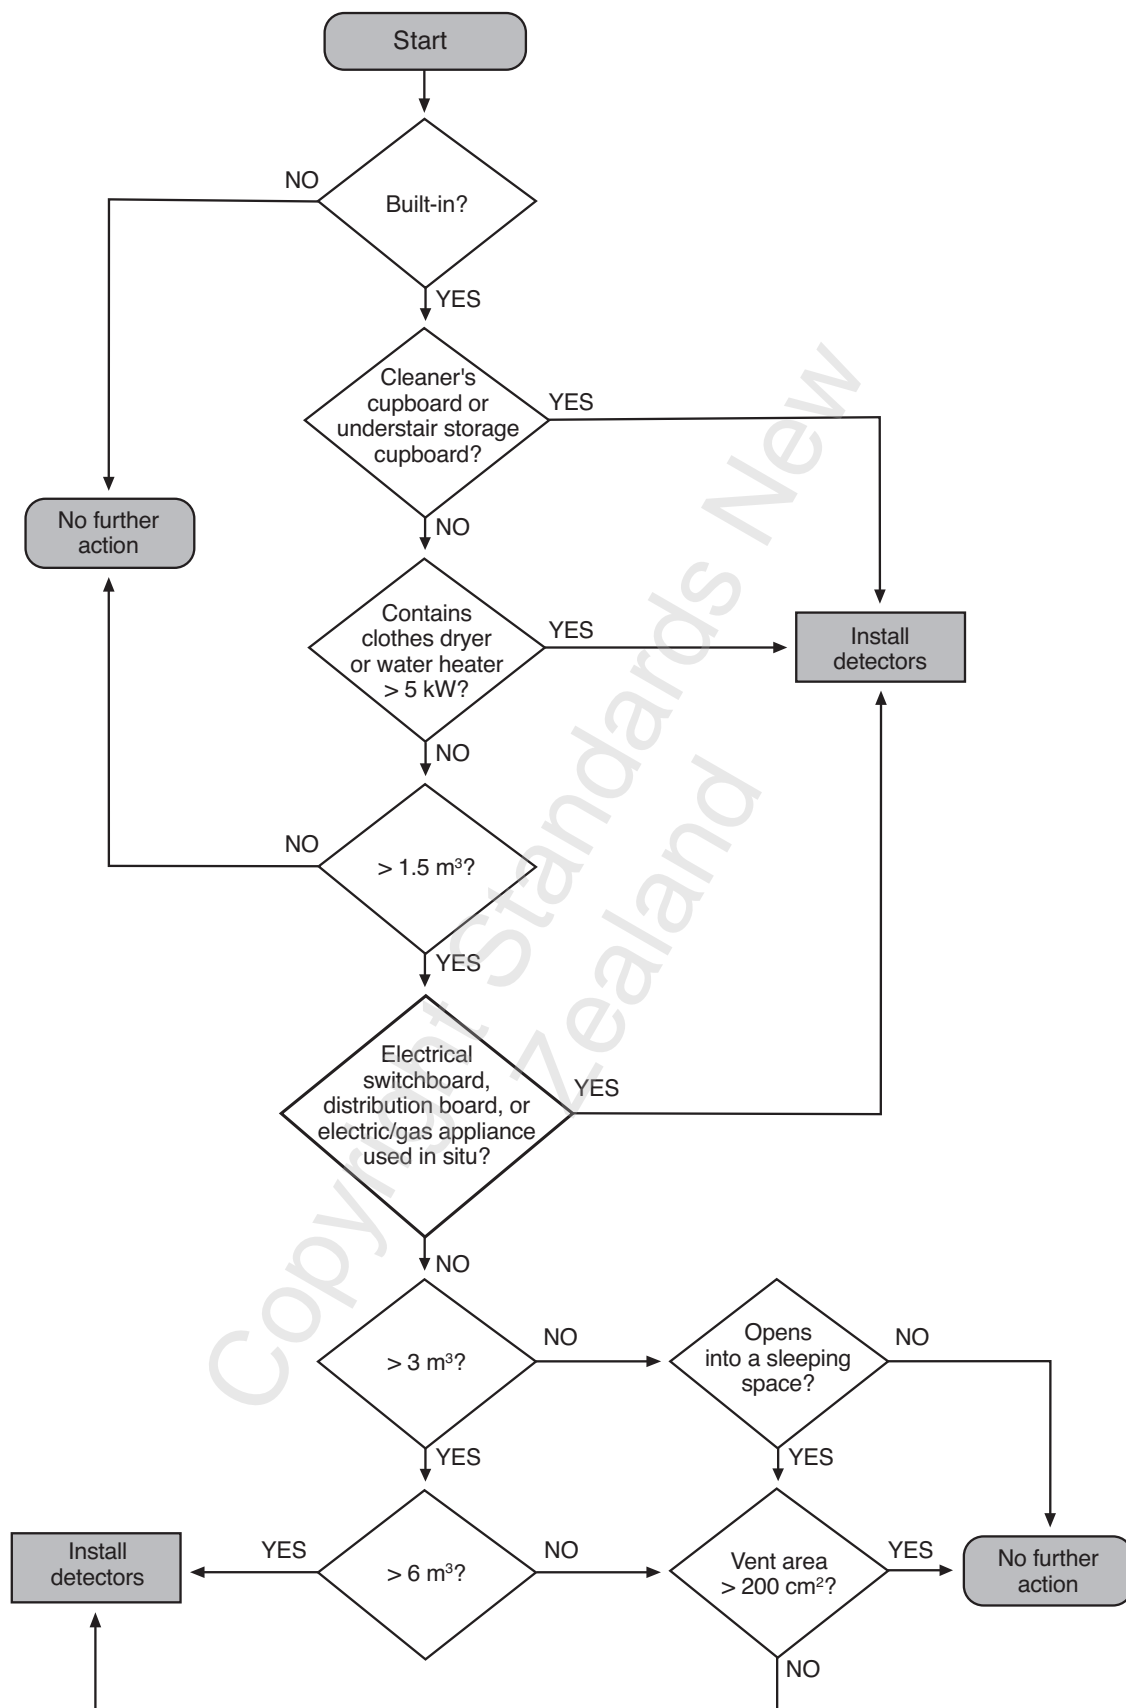 Start
NO
Built-in?
YES
Cleaner's
cupboard or
understair storage
cupboard?
YES
No further
action
NO
Contains
clothes dryer
or water heater
> 5 kW?
YES
Install
detectors
NO
NO
> 1.5 m³?
YES
Electrical
switchboard,
distribution board, or
electric/gas appliance
used in situ?
YES
NO
> 3 m³?
NO
Opens
into a sleeping
space?
NO
YES
YES
Install
detectors
YES
> 6 m³?
NO
Vent area
> 200 cm²?
YES
No further
action
NO
Copyright Standards New
Zealand